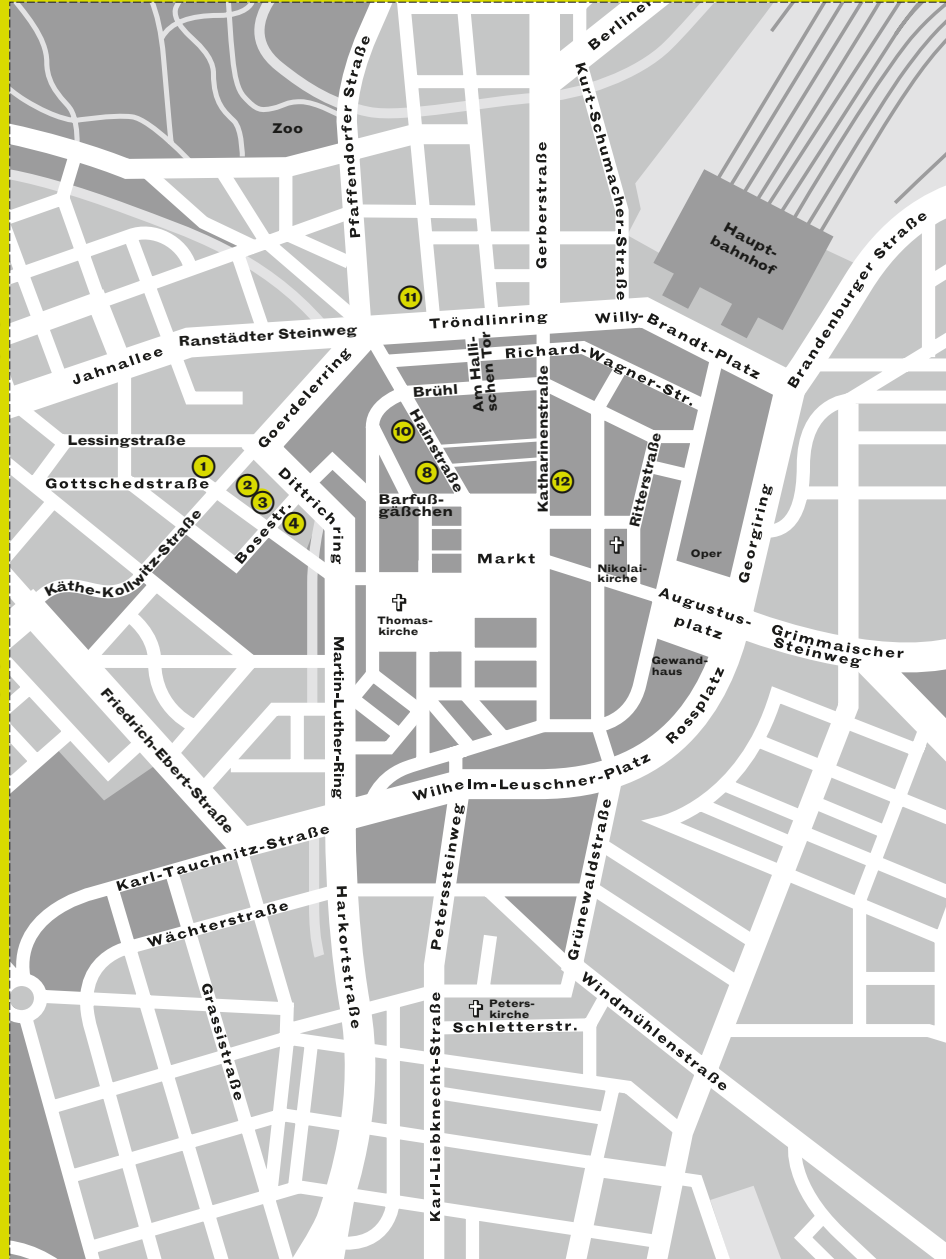 Berliner
Zoo
Pfaffendorfer Straße
Kurt-Schumacher-Straße
Gerberstraße
Haupt-
bahnhof
Brandenburger Straße
11
Tröndlinring
Willy-Brandt-Platz
Ranstädter Steinweg
Jahnallee
Am Halli-
schen Tor
Richard-Wagner-Str.
Goerdelerring
Brühl
Hainstraße
Katharinenstraße
10
Lessingstraße
1
8
12
Gottschedstraße
2
3
4
Dittrichring
Bosestr.
Barfuß-
gäßchen
Ritterstraße
Markt
Oper
Georgiring
Nikolai-
kirche
Käthe-Kollwitz-Straße
Thomas-
kirche
Augustus-
platz
Grimmaischer
Steinweg
Gewand-
haus
Rossplatz
Martin-Luther-Ring
Friedrich-Ebert-Straße
Wilhelm-Leuschner-Platz
Karl-Tauchnitz-Straße
Peterssteinweg
Grünewaldstraße
Wächterstraße
Harkortstraße
Grassistraße
Peters-
kirche
Schletterstr.
Windmühlenstraße
Karl-Liebknecht-Straße